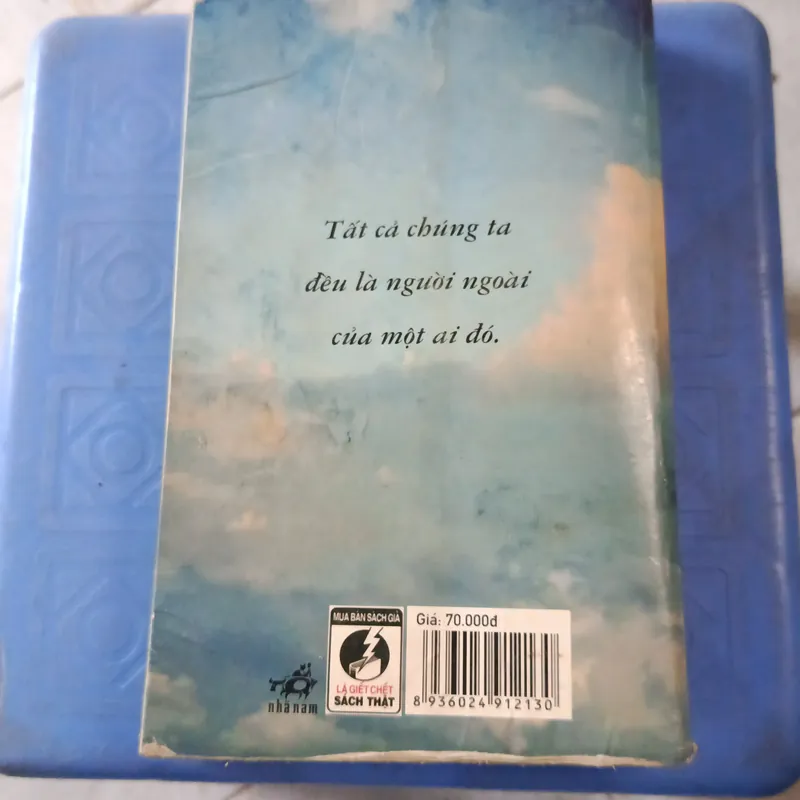 Tất cả chúng ta
đều là người ngoài
của một ai đó.
MUA BÁN SÁCH GIẢ
LÀ GIẾT CHẾT
SÁCH THẬT
Giá: 70.000đ
8 936024 912130
nhã nam